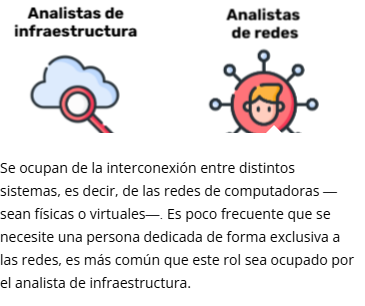 Analistas de
infraestructura
Analistas
de redes
Se ocupan de la interconexión entre distintos
sistemas, es decir, de las redes de computadoras —
sean físicas o virtuales—. Es poco frecuente que se
necesite una persona dedicada de forma exclusiva a
las redes, es más común que este rol sea ocupado por
el analista de infraestructura.